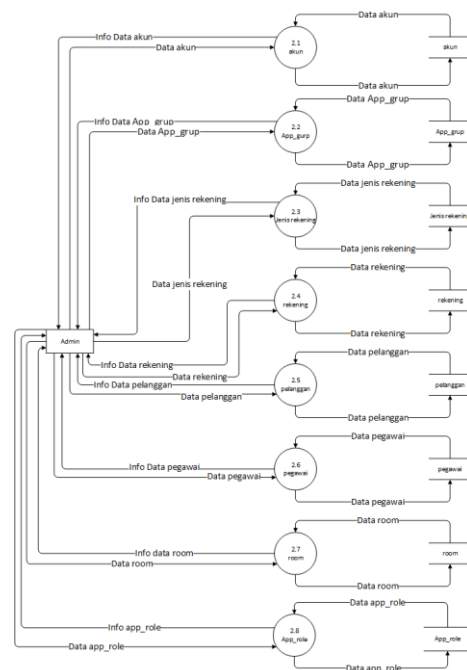 Data akun
Info Data akun
Data akun
2.1
akun
akun
Data akun
Data App_grup
Info Data App_grup
Data App_grup
2.2
App_gurp
App_grup
Data App_grup
Data jenis rekening
Info Data jenis rekening
2.3
Jenis rekening
Jenis rekening
Data jenis rekening
Data jenis rekening
Data rekening
2.4
rekening
rekening
Data rekening
Admin
Info Data rekening
Data rekening
Data pelanggan
Info Data pelanggan
Data pelanggan
2.5
pelanggan
pelanggan
Data pelanggan
Data pegawai
Info Data pegawai
Data pegawai
2.6
pegawai
pegawai
Data pegawai
Data room
Info data room
Data room
2.7
room
room
Data room
Data app_role
Info app_role
Data app_role
2.8
App_role
App_role
Data app_role